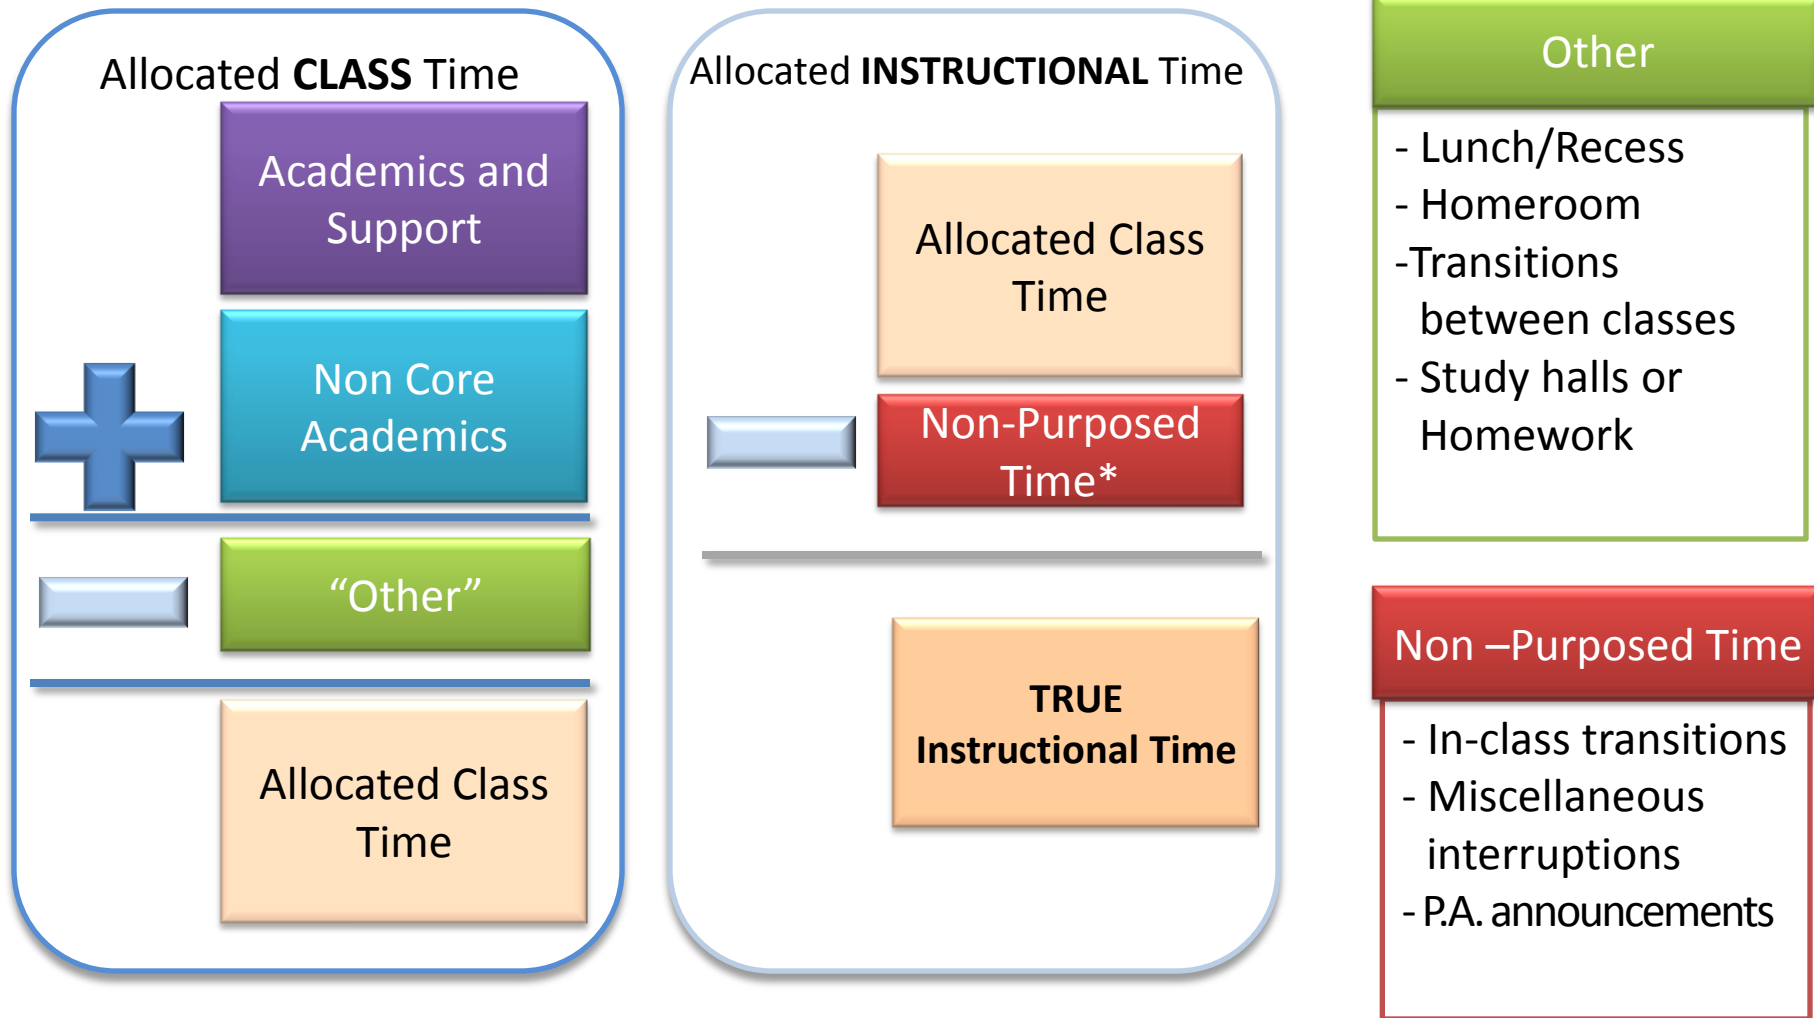 Allocated CLASS Time
Academics and
Support
Non Core
Academics
“Other”
Allocated Class
Time
Allocated INSTRUCTIONAL Time
Allocated Class
Time
Non-Purposed
Time*
TRUE
Instructional Time
Other
- Lunch/Recess
- Homeroom
-Transitions
between classes
- Study halls or
Homework
Non –Purposed Time
- In-class transitions
- Miscellaneous
interruptions
- P.A. announcements